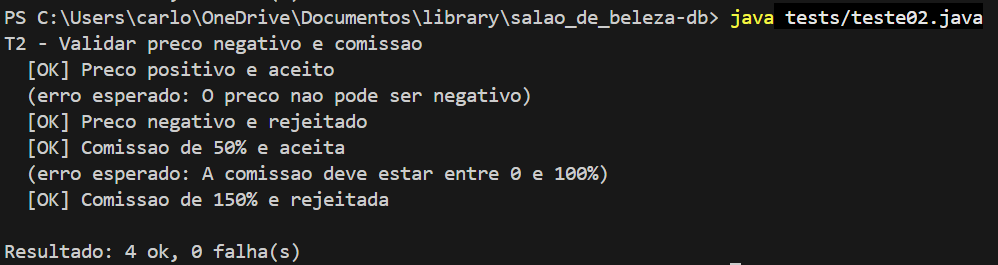 PS C:\Users\carlo\OneDrive\Documentos\library\salao_de_beleza-db> java tests/teste02.java
T2 - Validar preco negativo e comissao
[OK] Preco positivo e aceito
(erro esperado: O preco nao pode ser negativo)
[OK] Preco negativo e rejeitado
[OK] Comissao de 50% e aceita
(erro esperado: A comissao deve estar entre 0 e 100%)
[OK] Comissao de 150% e rejeitada
Resultado: 4 ok, 0 falha(s)